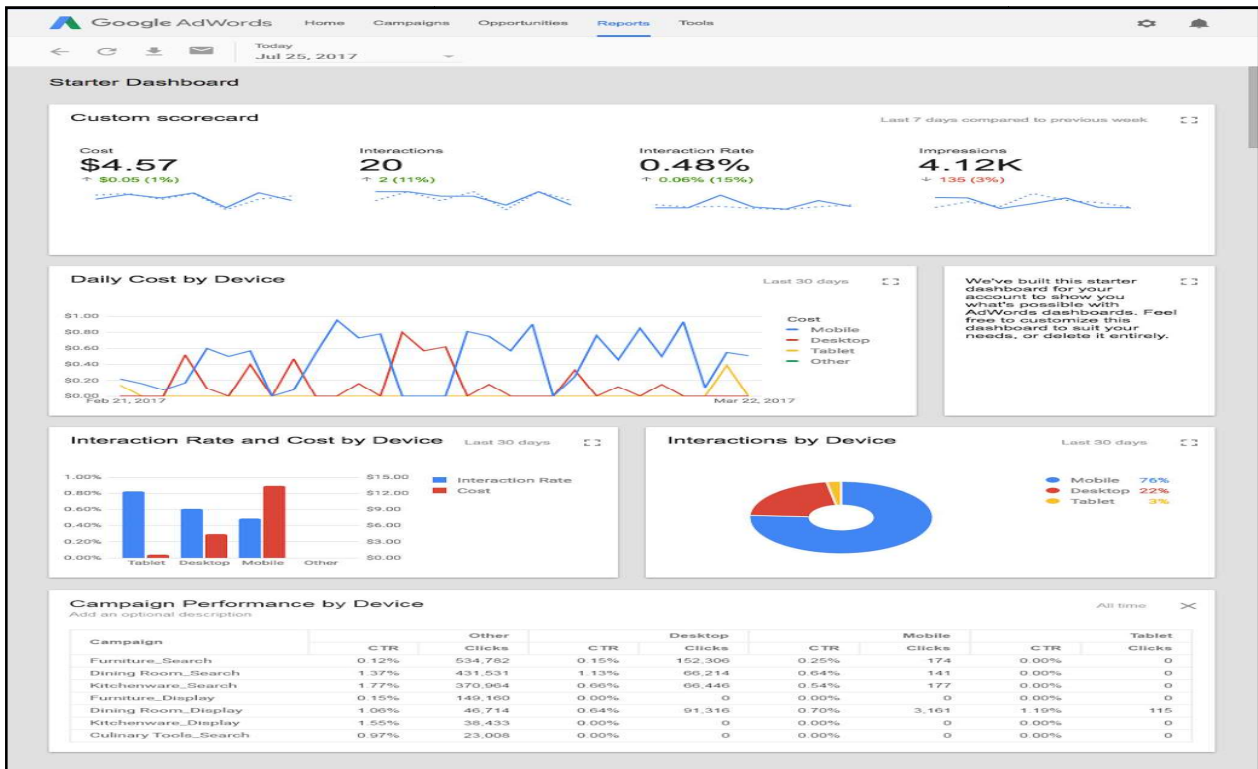 Google AdWords Home Campaigns Opportunities Reports Tools
Today
Jul 25, 2017
Starter Dashboard
Custom scorecard Last 7 days compared to previous week
Cost Interactions Interaction Rate Impressions
$4.57 20 0.48% 4.12K
↑ $0.05 (1%) ↑ 2 (11%) ↑ 0.06% (15%) ↓ 135 (3%)
Daily Cost by Device Last 30 days
$1.00
$0.80
$0.60
$0.40
$0.20
$0.00
Feb 21, 2017 Mar 22, 2017
Cost
Mobile
Desktop
Tablet
Other
We've built this starter
dashboard for your
account to show you
what's possible with
AdWords dashboards. Feel
free to customize this
dashboard to suit your
needs, or delete it entirely.
Interaction Rate and Cost by Device Last 30 days
1.00% $15.00
0.80% $12.00
0.60% $9.00
0.40% $6.00
0.20% $3.00
0.00% $0.00
Tablet Desktop Mobile Other
Interaction Rate
Cost
Interactions by Device Last 30 days
Mobile 76%
Desktop 22%
Tablet 3%
Campaign Performance by Device All time
Add an optional description
Campaign Other Desktop Mobile Tablet
CTR Clicks CTR Clicks CTR Clicks CTR Clicks
Furniture_Search 0.12% 534,782 0.15% 152,306 0.25% 174 0.00% 0
Dining Room_Search 1.37% 431,531 1.13% 66,214 0.64% 141 0.00% 0
Kitchenware_Search 1.77% 370,964 0.66% 66,446 0.54% 177 0.00% 0
Furniture_Display 0.15% 149,160 0.00% 0 0.00% 0 0.00% 0
Dining Room_Display 1.06% 46,714 0.64% 91,316 0.70% 3,161 1.19% 115
Kitchenware_Display 1.55% 38,433 0.00% 0 0.00% 0 0.00% 0
Culinary Tools_Search 0.97% 23,008 0.00% 0 0.00% 0 0.00% 0